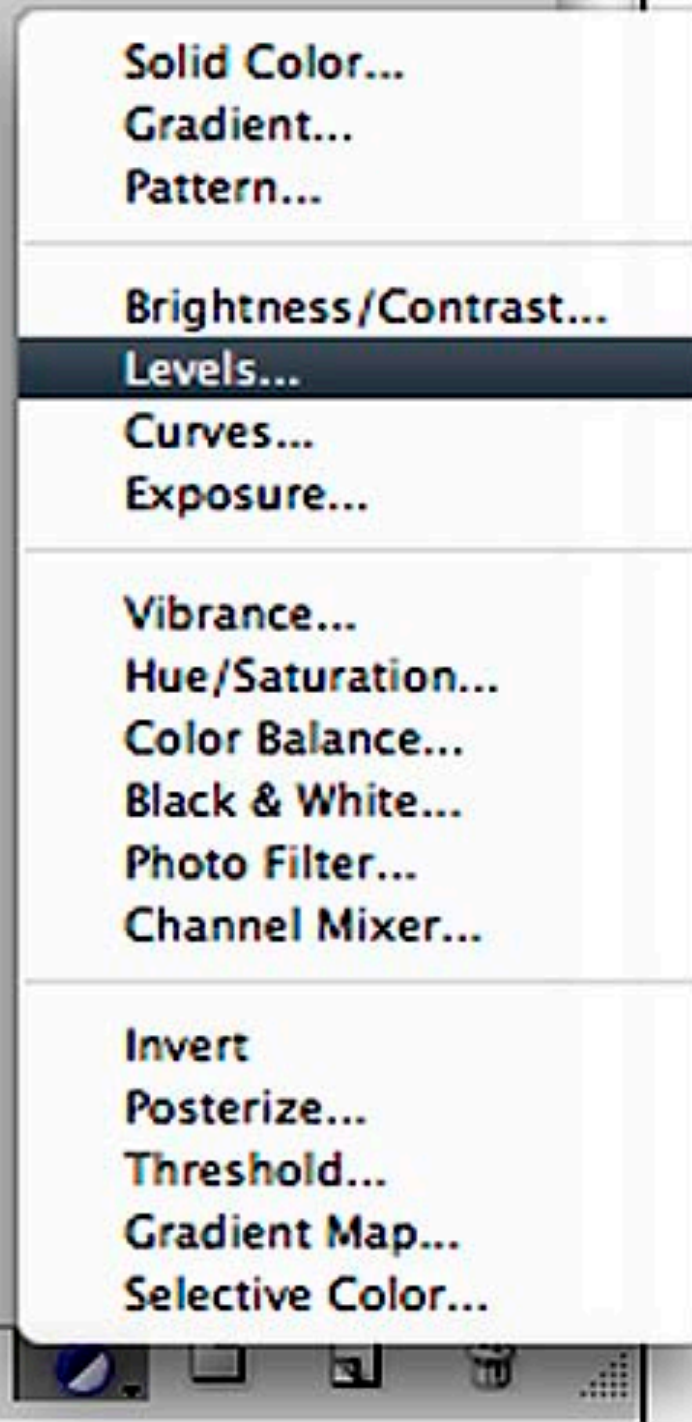 Solid Color...
Gradient...
Pattern...
Brightness/Contrast...
Levels...
Curves...
Exposure...
Vibrance...
Hue/Saturation...
Color Balance...
Black & White...
Photo Filter...
Channel Mixer...
Invert
Posterize...
Threshold...
Gradient Map...
Selective Color...